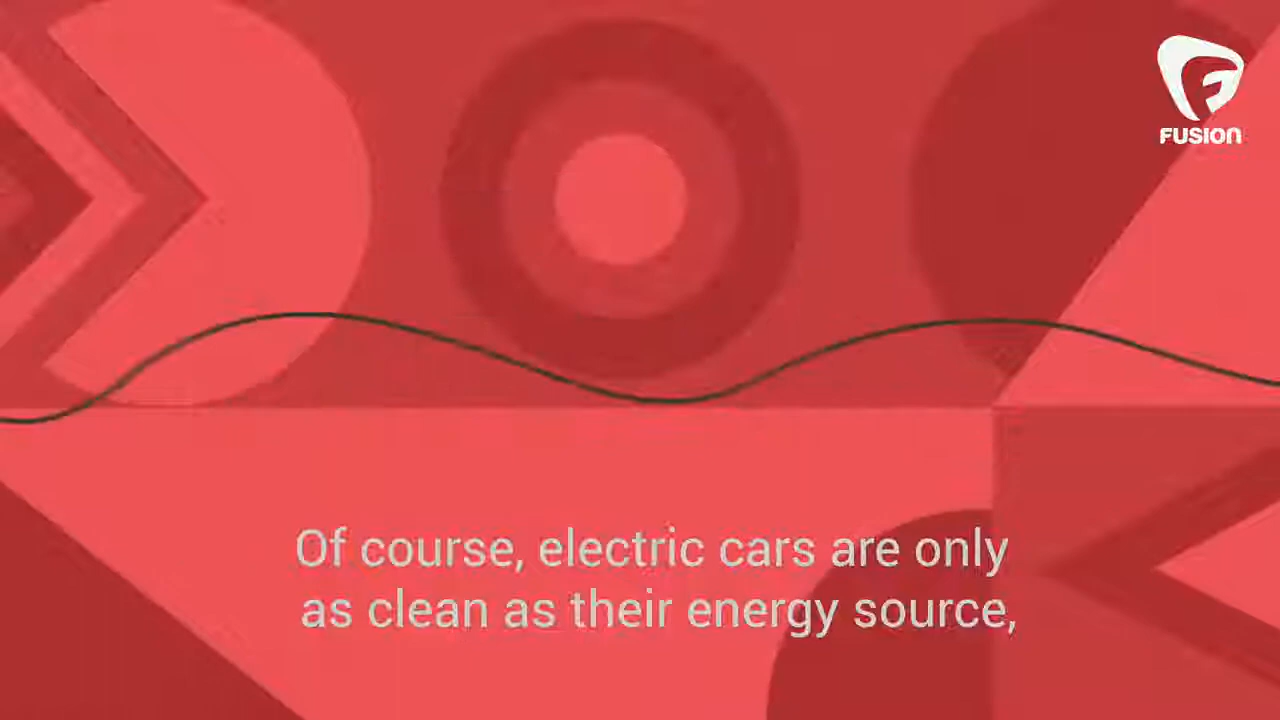 FUSION
Of course, electric cars are only
as clean as their energy source,